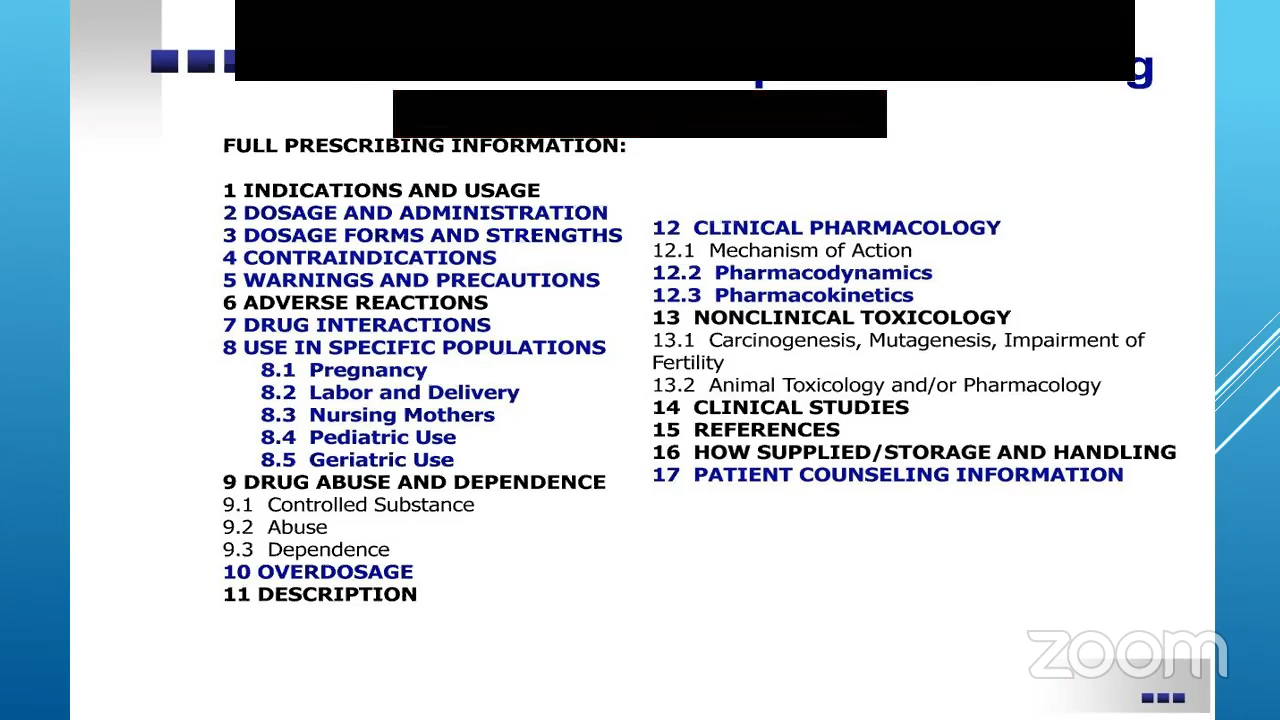 FULL PRESCRIBING INFORMATION:
1 INDICATIONS AND USAGE
2 DOSAGE AND ADMINISTRATION
3 DOSAGE FORMS AND STRENGTHS
4 CONTRAINDICATIONS
5 WARNINGS AND PRECAUTIONS
6 ADVERSE REACTIONS
7 DRUG INTERACTIONS
8 USE IN SPECIFIC POPULATIONS
8.1 Pregnancy
8.2 Labor and Delivery
8.3 Nursing Mothers
8.4 Pediatric Use
8.5 Geriatric Use
9 DRUG ABUSE AND DEPENDENCE
9.1 Controlled Substance
9.2 Abuse
9.3 Dependence
10 OVERDOSAGE
11 DESCRIPTION
12 CLINICAL PHARMACOLOGY
12.1 Mechanism of Action
12.2 Pharmacodynamics
12.3 Pharmacokinetics
13 NONCLINICAL TOXICOLOGY
13.1 Carcinogenesis, Mutagenesis, Impairment of
Fertility
13.2 Animal Toxicology and/or Pharmacology
14 CLINICAL STUDIES
15 REFERENCES
16 HOW SUPPLIED/STORAGE AND HANDLING
17 PATIENT COUNSELING INFORMATION
zoom